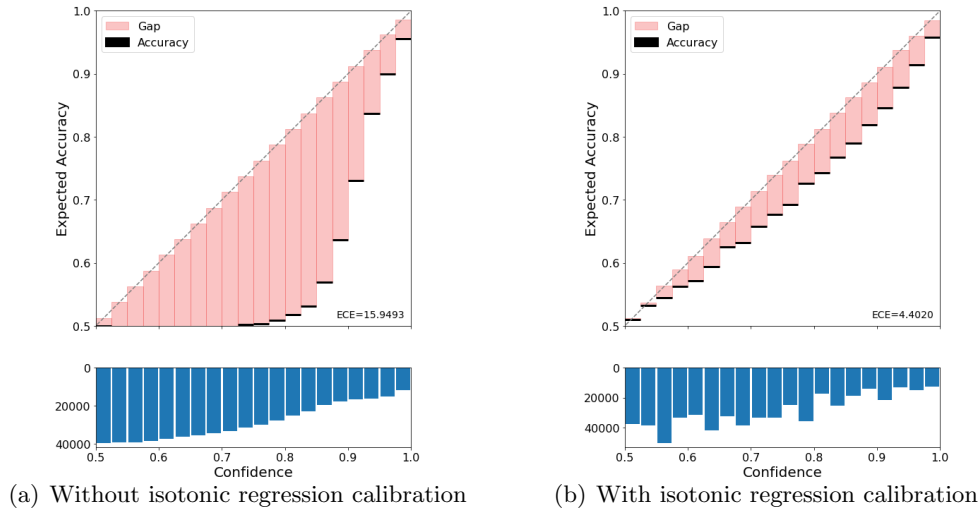 1.0
0.9
0.8
0.7
0.6
0.5
Expected Accuracy
Gap
Accuracy
ECE=15.9493
0
20000
40000
0.5 0.6 0.7 0.8 0.9 1.0
Confidence
(a) Without isotonic regression calibration
1.0
0.9
0.8
0.7
0.6
0.5
Expected Accuracy
Gap
Accuracy
ECE=4.4020
0
20000
40000
0.5 0.6 0.7 0.8 0.9 1.0
Confidence
(b) With isotonic regression calibration